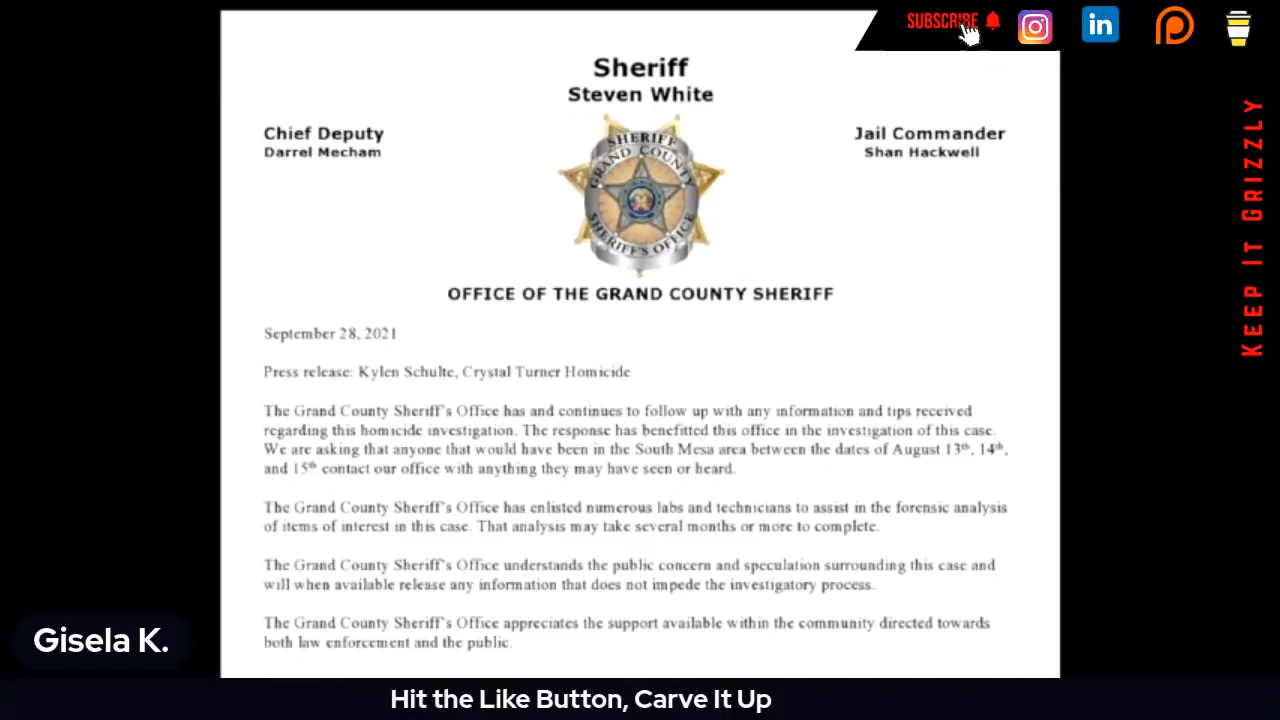 SUBSCRIBE
in
KEEP IT GRIZZLY
Sheriff
Steven White
Chief Deputy
Darrel Mecham
Jail Commander
Shan Hackwell
SHERIFF
GRAND COUNTY
SHERIFF'S OFFICE
OFFICE OF THE GRAND COUNTY SHERIFF
September 28, 2021
Press release: Kylen Schulte, Crystal Turner Homicide
The Grand County Sheriff's Office has and continues to follow up with any information and tips received
regarding this homicide investigation. The response has benefitted this office in the investigation of this case.
We are asking that anyone that would have been in the South Mesa area between the dates of August 13th, 14th,
and 15th contact our office with anything they may have seen or heard.
The Grand County Sheriff's Office has enlisted numerous labs and technicians to assist in the forensic analysis
of items of interest in this case. That analysis may take several months or more to complete.
The Grand County Sheriff's Office understands the public concern and speculation surrounding this case and
will when available release any information that does not impede the investigatory process.
The Grand County Sheriff's Office appreciates the support available within the community directed towards
both law enforcement and the public.
Gisela K.
Hit the Like Button, Carve It Up